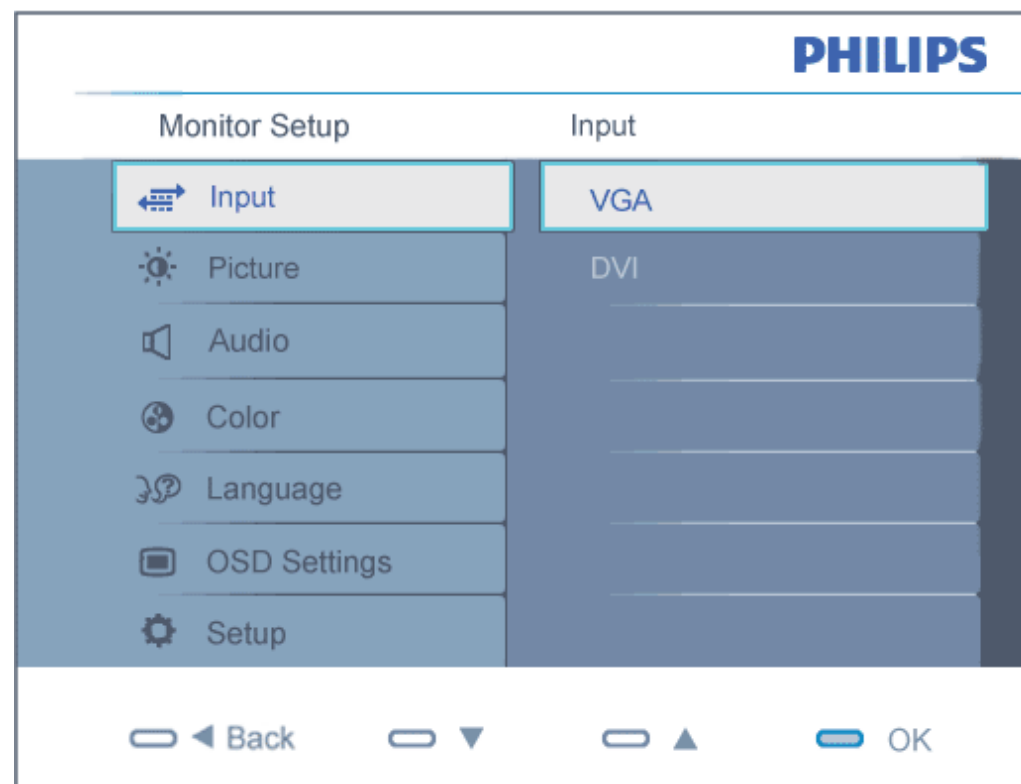 PHILIPS
Monitor Setup Input
Input VGA
Picture DVI
Audio
Color
Language
OSD Settings
Setup
Back OK